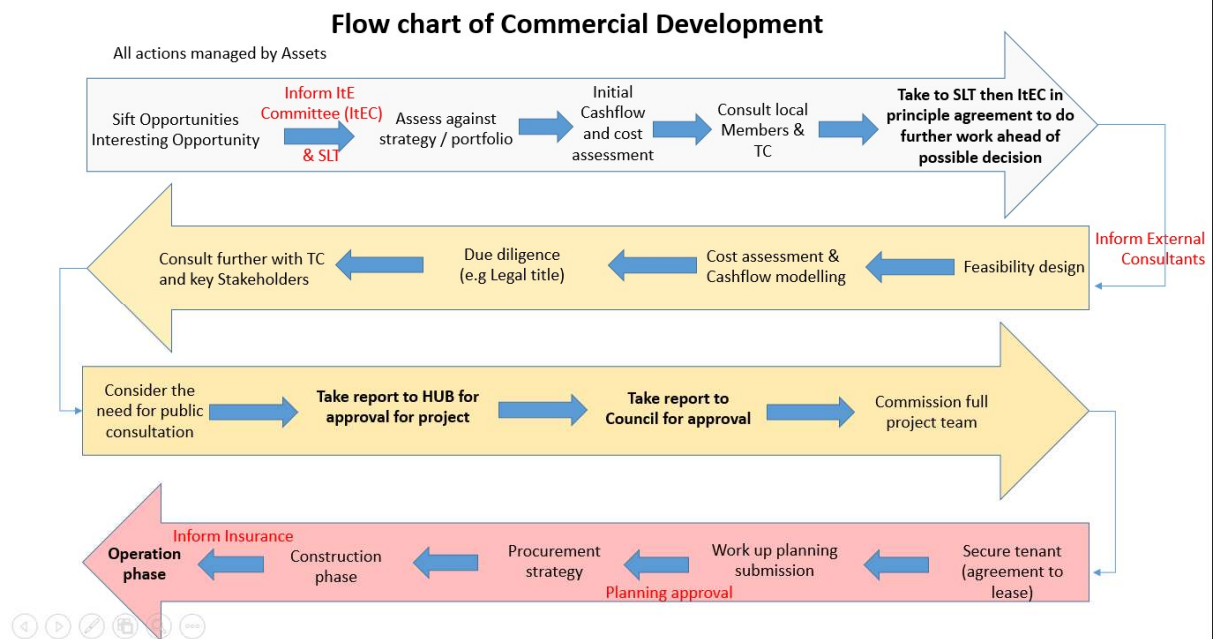 Flow chart of Commercial Development
All actions managed by Assets
Sift Opportunities
Interesting Opportunity
Inform ItE
Committee (ItEC)
& SLT
Assess against
strategy / portfolio
Initial
Cashflow
and cost
assessment
Consult local
Members &
TC
Take to SLT then ItEC in
principle agreement to do
further work ahead of
possible decision
Inform External
Consultants
Feasibility design
Cost assessment &
Cashflow modelling
Due diligence
(e.g Legal title)
Consult further with TC
and key Stakeholders
Consider the
need for public
consultation
Take report to HUB for
approval for project
Take report to
Council for approval
Commission full
project team
Secure tenant
(agreement to
lease)
Work up planning
submission
Planning approval
Procurement
strategy
Construction
phase
Inform Insurance
Operation
phase